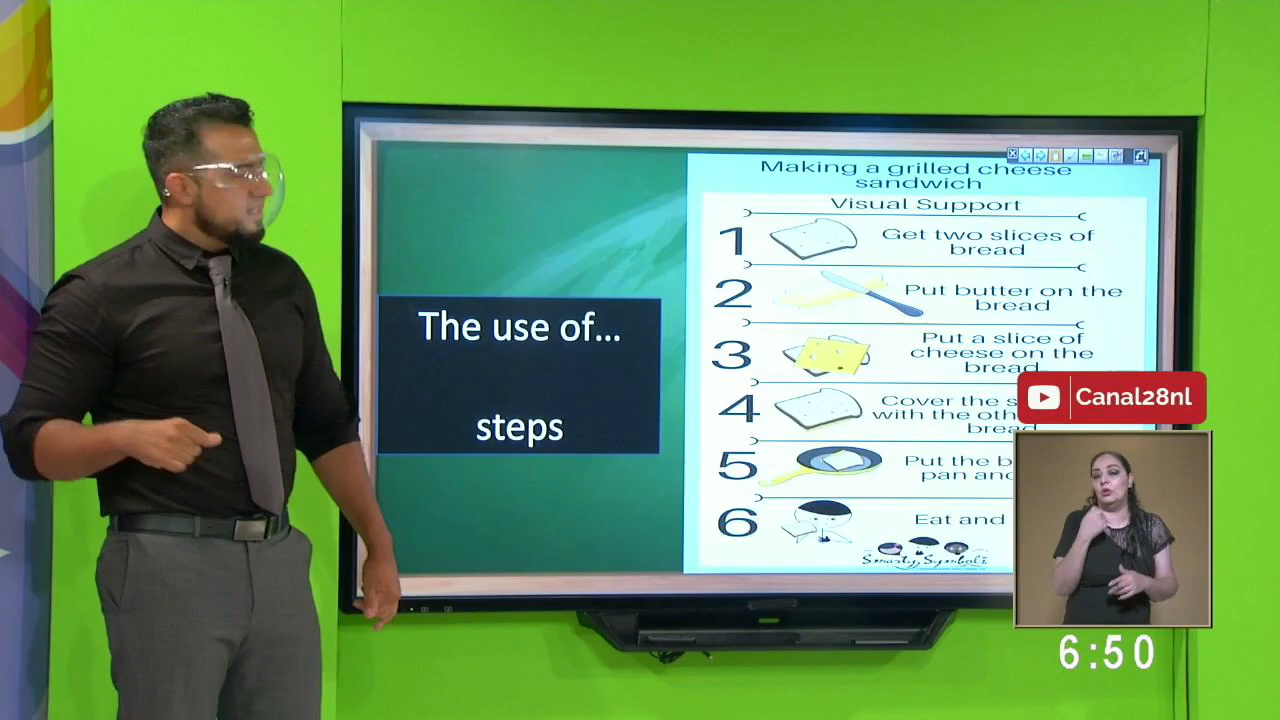 Making a grilled cheese
sandwich
Visual Support
1 Get two slices of
bread
2 Put butter on the
bread
3 Put a slice of
cheese on the
bread
4 Cover the
with the
bread
5 Put the
pan
6 Eat and
Smarty Symbols
The use of...
steps
Canal28nl
6:50